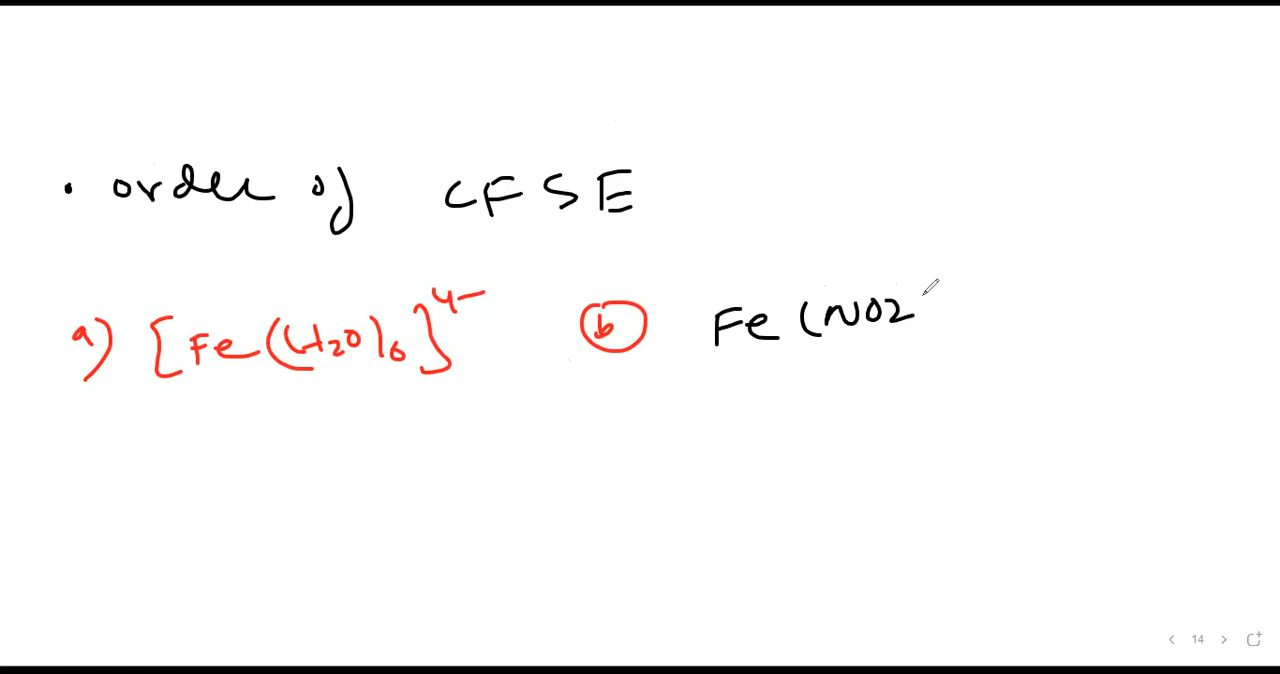 • order of CFSE
a) [Fe(H2O)6]4- b Fe(NO2
14